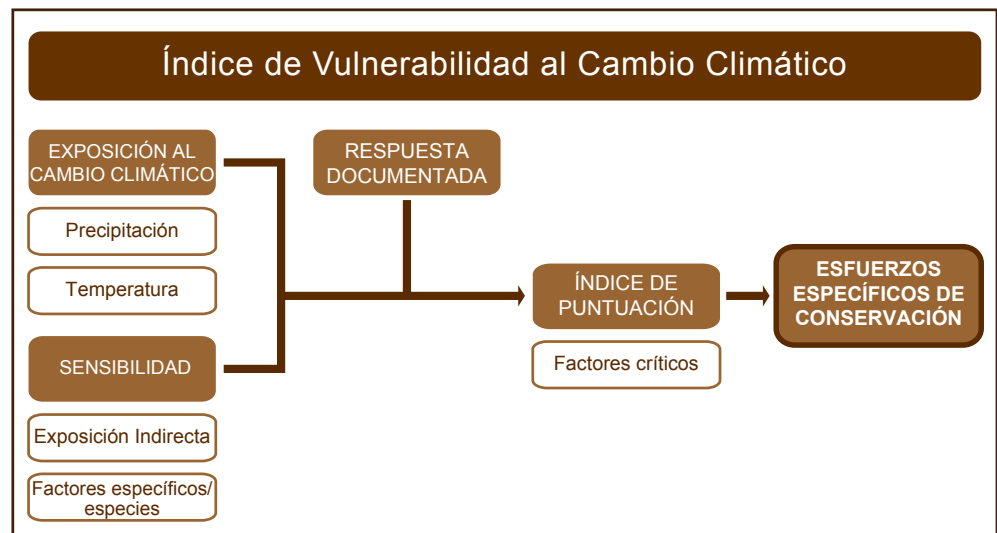 Índice de Vulnerabilidad al Cambio Climático
EXPOSICIÓN AL
CAMBIO CLIMÁTICO
Precipitación
Temperatura
SENSIBILIDAD
Exposición Indirecta
Factores específicos/
especies
RESPUESTA
DOCUMENTADA
ÍNDICE DE
PUNTUACIÓN
Factores críticos
ESFUERZOS
ESPECÍFICOS DE
CONSERVACIÓN